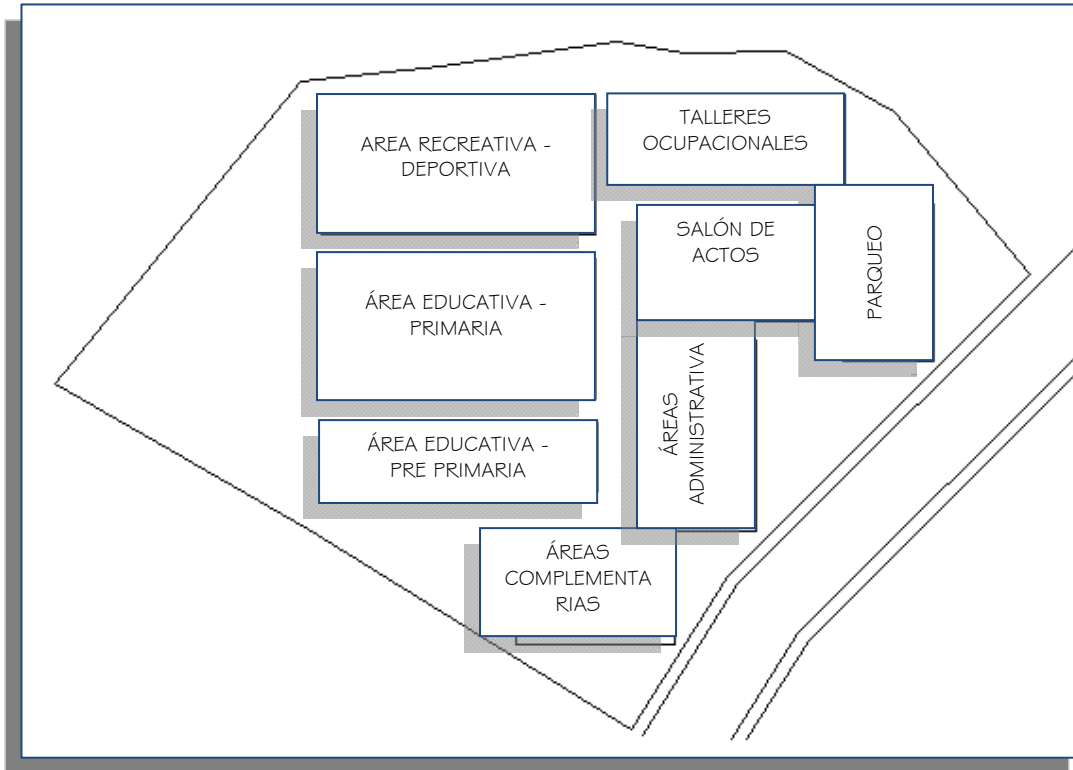 AREA RECREATIVA -
DEPORTIVA
TALLERES
OCUPACIONALES
SALÓN DE
ACTOS
PARQUEO
ÁREA EDUCATIVA -
PRIMARIA
ÁREAS
ADMINISTRATIVA
ÁREA EDUCATIVA -
PRE PRIMARIA
ÁREAS
COMPLEMENTA
RIAS